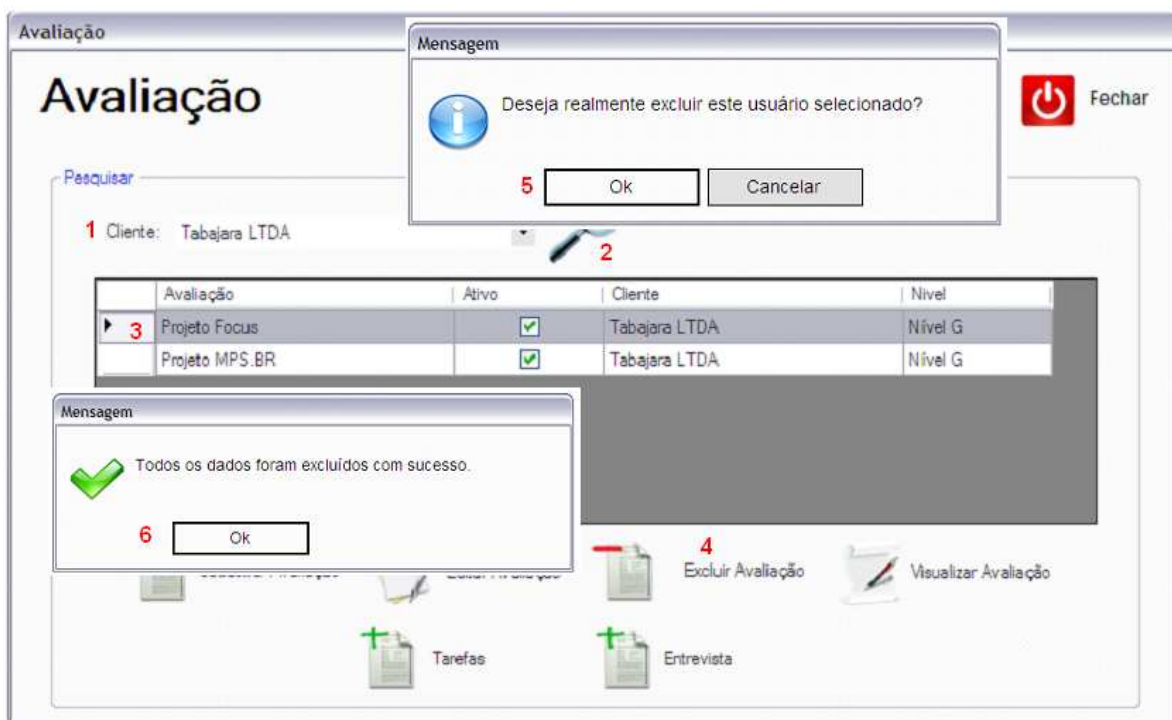 Avaliação
Mensagem
Avaliação
Deseja realmente excluir este usuário selecionado?
Fechar
5 Ok Cancelar
Pesquisar
1 Cliente: Tabajara LTDA
2
Avaliação Ativo Cliente Nivel
3 Projeto Focus Tabajara LTDA Nível G
Projeto MPS.BR Tabajara LTDA Nível G
Mensagem
Todos os dados foram excluídos com sucesso.
6 Ok
4
Excluir Avaliação Visualizar Avaliação
Tarefas Entrevista